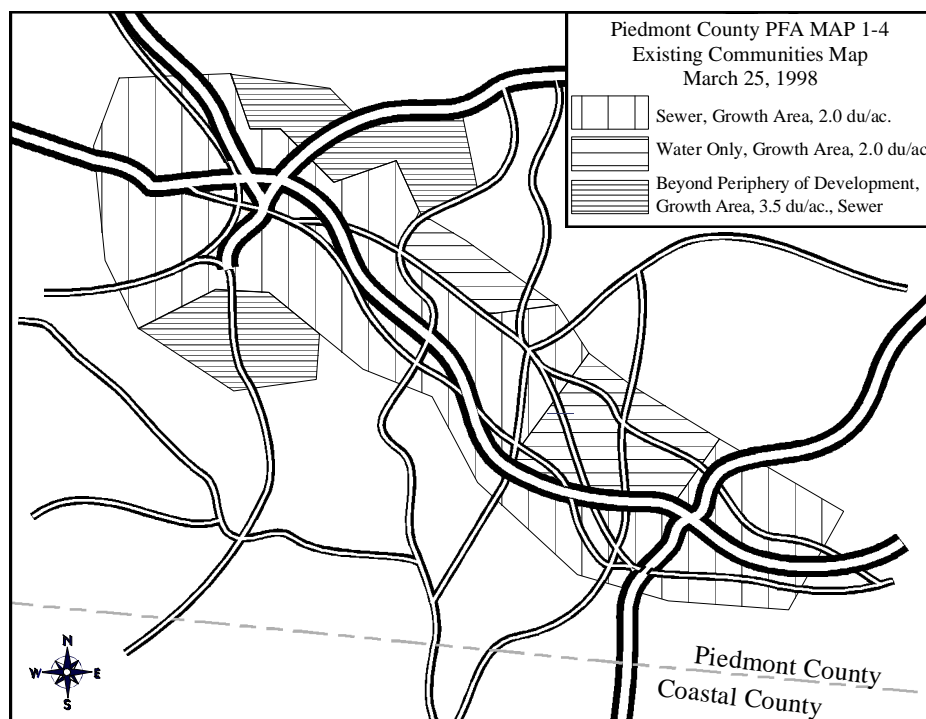 Piedmont County PFA MAP 1-4
Existing Communities Map
March 25, 1998
Sewer, Growth Area, 2.0 du/ac.
Water Only, Growth Area, 2.0 du/ac
Beyond Periphery of Development,
Growth Area, 3.5 du/ac., Sewer
N
W E
S
Piedmont County
Coastal County